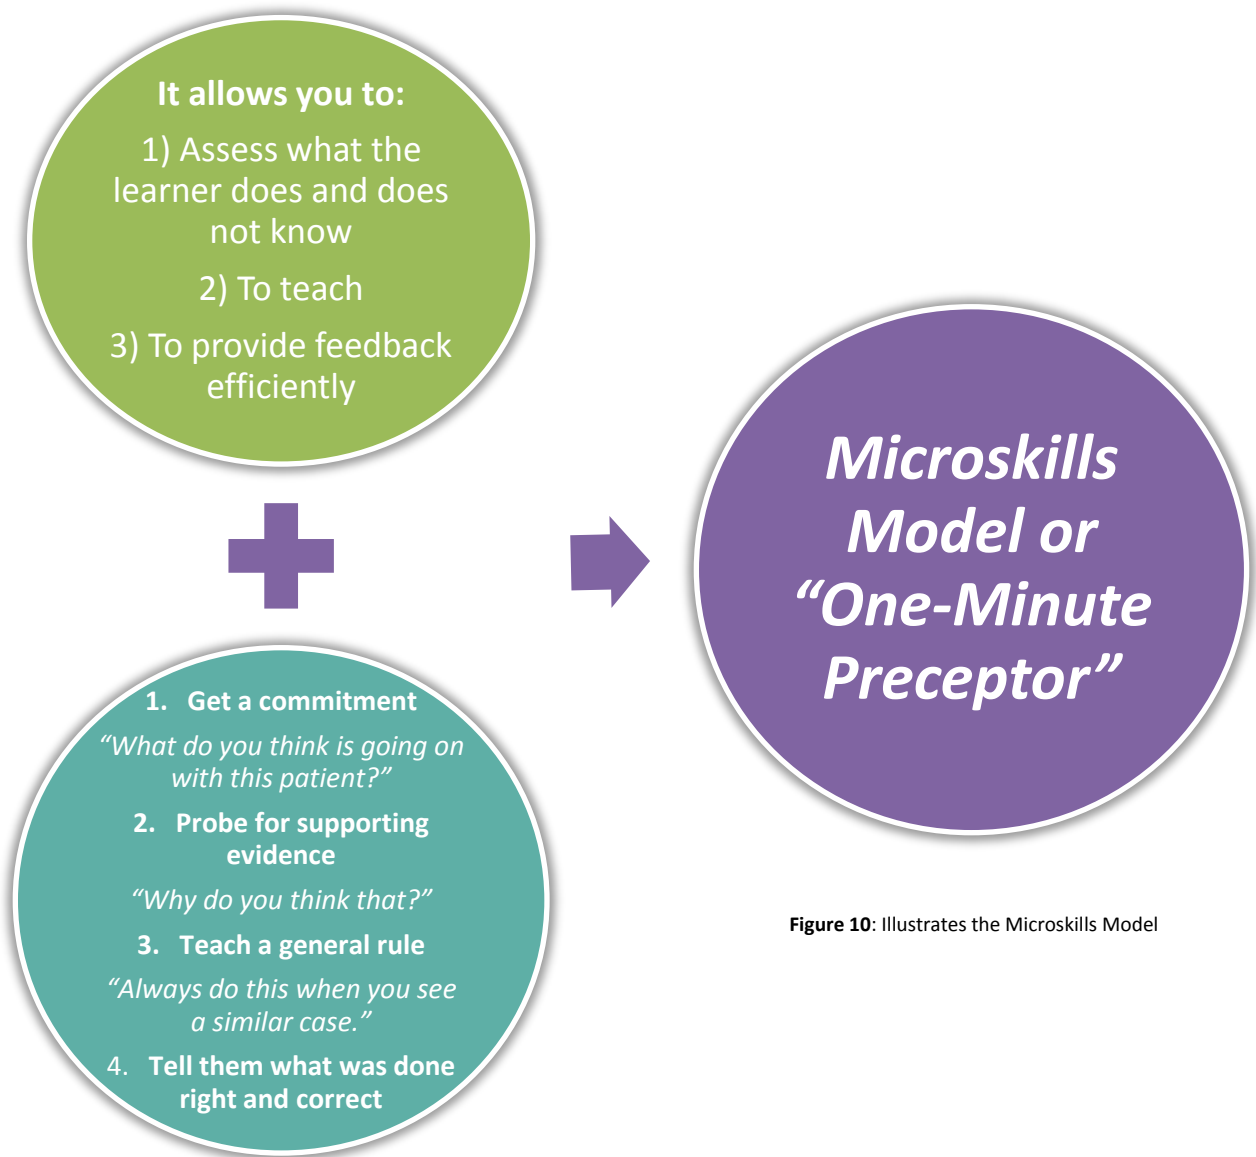 It allows you to:
1) Assess what the
learner does and does
not know
2) To teach
3) To provide feedback
efficiently
1. Get a commitment
“What do you think is going on
with this patient?”
2. Probe for supporting
evidence
“Why do you think that?”
3. Teach a general rule
“Always do this when you see
a similar case.”
4. Tell them what was done
right and correct
Microskills
Model or
“One-Minute
Preceptor”
Figure 10: Illustrates the Microskills Model